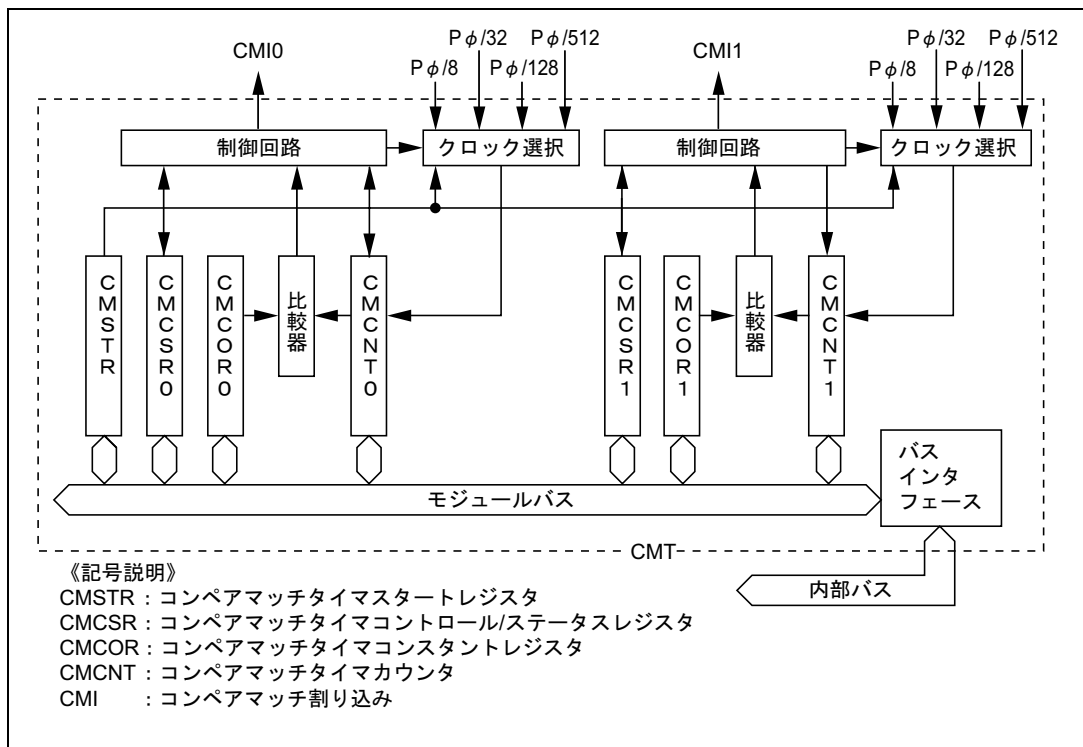 CMI0
Pφ/32 Pφ/512
Pφ/8 Pφ/128
CMI1
Pφ/32 Pφ/512
Pφ/8 Pφ/128
制御回路
クロック選択
制御回路
クロック選択
CMSTR
CMCSR0
CMCOR0
比較器
CMCNT0
CMCSR1
CMCOR1
比較器
CMCNT1
モジュールバス
バス
インタ
フェース
CMT
内部バス
《記号説明》
CMSTR：コンペアマッチタイマスタートレジスタ
CMCSR：コンペアマッチタイマコントロール/ステータスレジスタ
CMCOR：コンペアマッチタイマコンスタントレジスタ
CMCNT：コンペアマッチタイマカウンタ
CMI ：コンペアマッチ割り込み